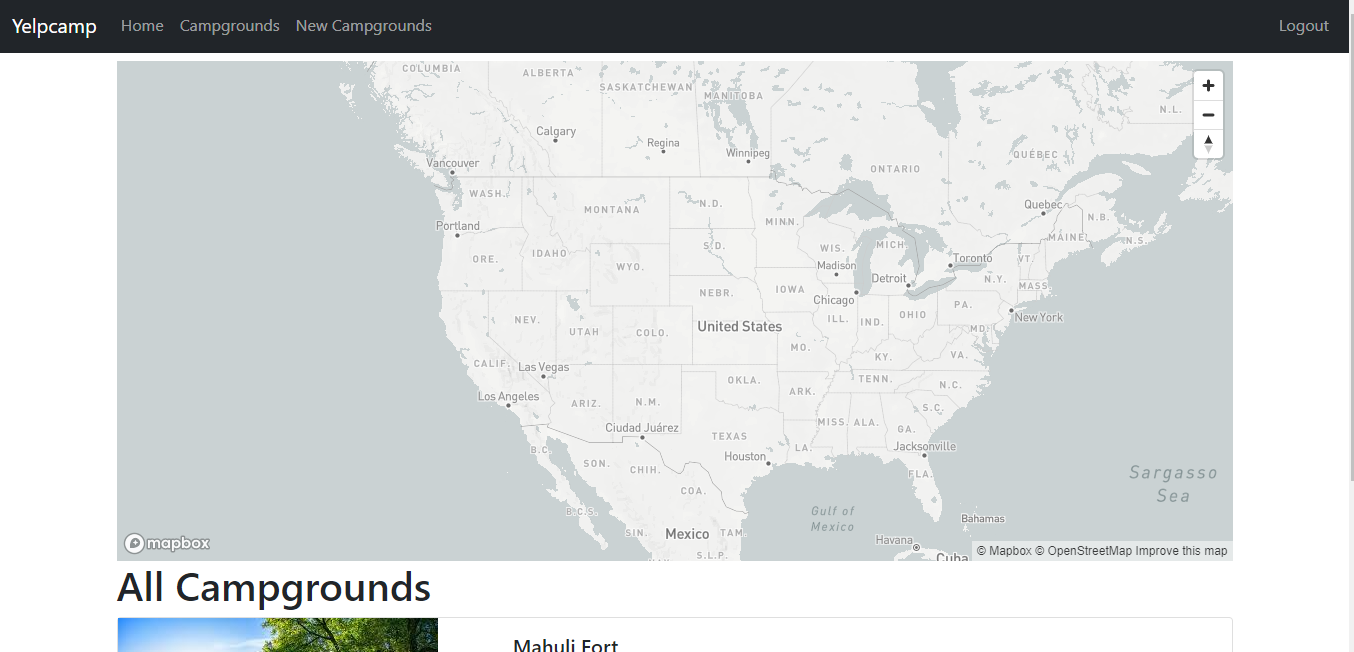 Yelpcamp Home Campgrounds New Campgrounds Logout
COLUMBIA ALBERTA
SASKATCHEWAN MANITOBA
N.L.
Calgary
Regina
Winnipeg
QUÉBEC
Vancouver
ONTARIO
WASH.
MONTANA
N.D.
Quebec
N.B.
Portland
MINN.
MAINE
N.S.
S.D.
WIS.
MICH.
ORE.
IDAHO
WYO.
Madison
Toronto
VT.
Detroit
N.Y.
MASS.
NEBR.
IOWA
Chicago
PA.
NEV.
UTAH
COLO.
United States
ILL.
IND.
OHIO
New York
MD.
MO.
KY.
VA.
CALIF.
Las Vegas
OKLA.
TENN.
N.C.
Los Angeles
ARIZ.
N.M.
ARK.
S.C.
Ciudad Juárez
TEXAS
MISS.
ALA.
GA.
B.C.
SON.
CHIH.
Houston
LA.
Jacksonville
FLA.
Sargasso
Sea
COA.
B.C.S.
Gulf of
Mexico
Bahamas
SIN.
Mexico
TAM.
Havana
S.L.P.
Cuba
mapbox
© Mapbox © OpenStreetMap Improve this map
All Campgrounds
Mahuli Fort